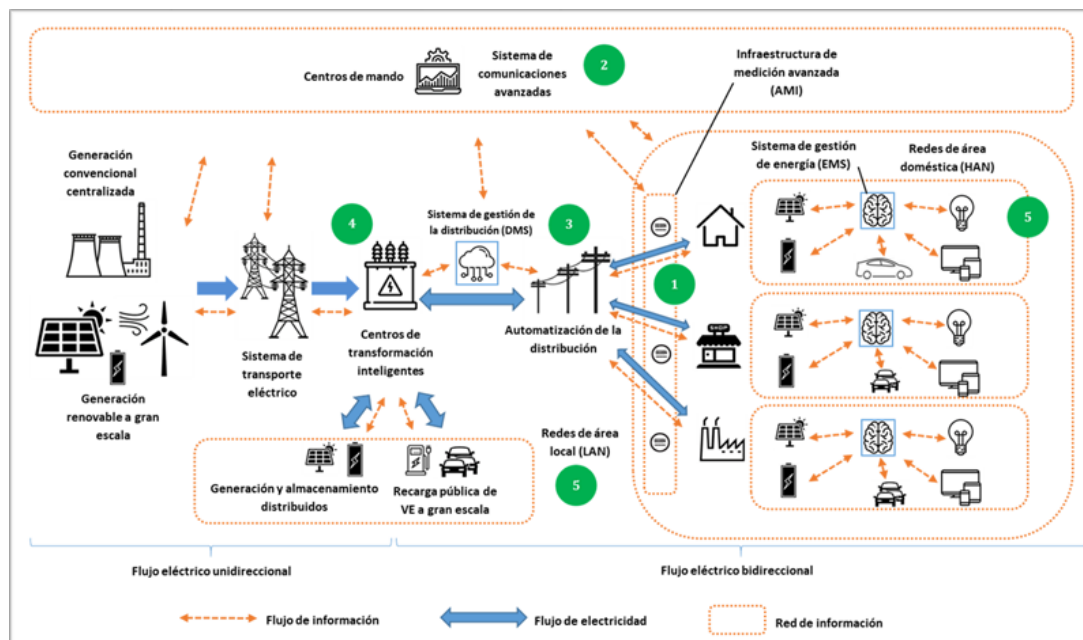 Centros de mando
Sistema de
comunicaciones
avanzadas
2
Infraestructura de
medición avanzada
(AMI)
Generación
convencional
centralizada
Sistema de gestión
de energía (EMS)
Redes de área
doméstica (HAN)
4
Sistema de gestión de
la distribución (DMS)
3
5
1
SHOP
Sistema de
transporte
eléctrico
Centros de
transformación
inteligentes
Automatización de la
distribución
Generación
renovable a gran
escala
Redes de área
local (LAN)
5
Generación y almacenamiento
distribuidos
Recarga pública de
VE a gran escala
Flujo eléctrico unidireccional
Flujo eléctrico bidireccional
Flujo de información
Flujo de electricidad
Red de información